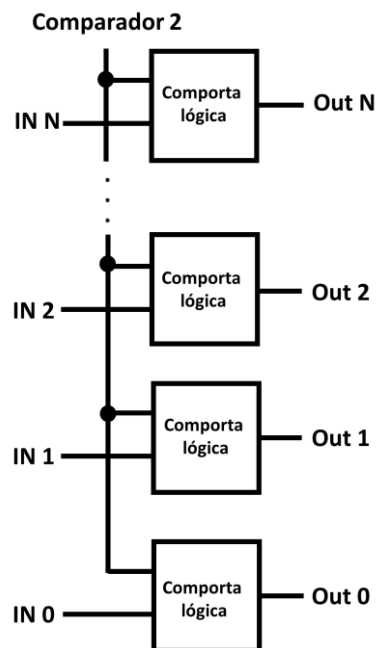 Comparador 2
Comporta
lógica
IN N
Out N
Comporta
lógica
IN 2
Out 2
Comporta
lógica
IN 1
Out 1
Comporta
lógica
IN 0
Out 0